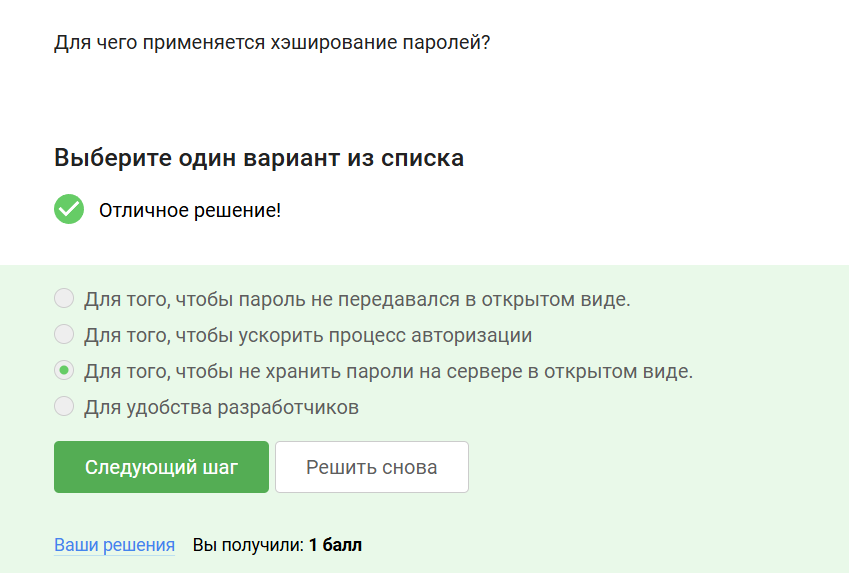 Для чего применяется хэширование паролей?
Выберите один вариант из списка
Отличное решение!
Для того, чтобы пароль не передавался в открытом виде.
Для того, чтобы ускорить процесс авторизации
Для того, чтобы не хранить пароли на сервере в открытом виде.
Для удобства разработчиков
Следующий шаг Решить снова
Ваши решения Вы получили: 1 балл